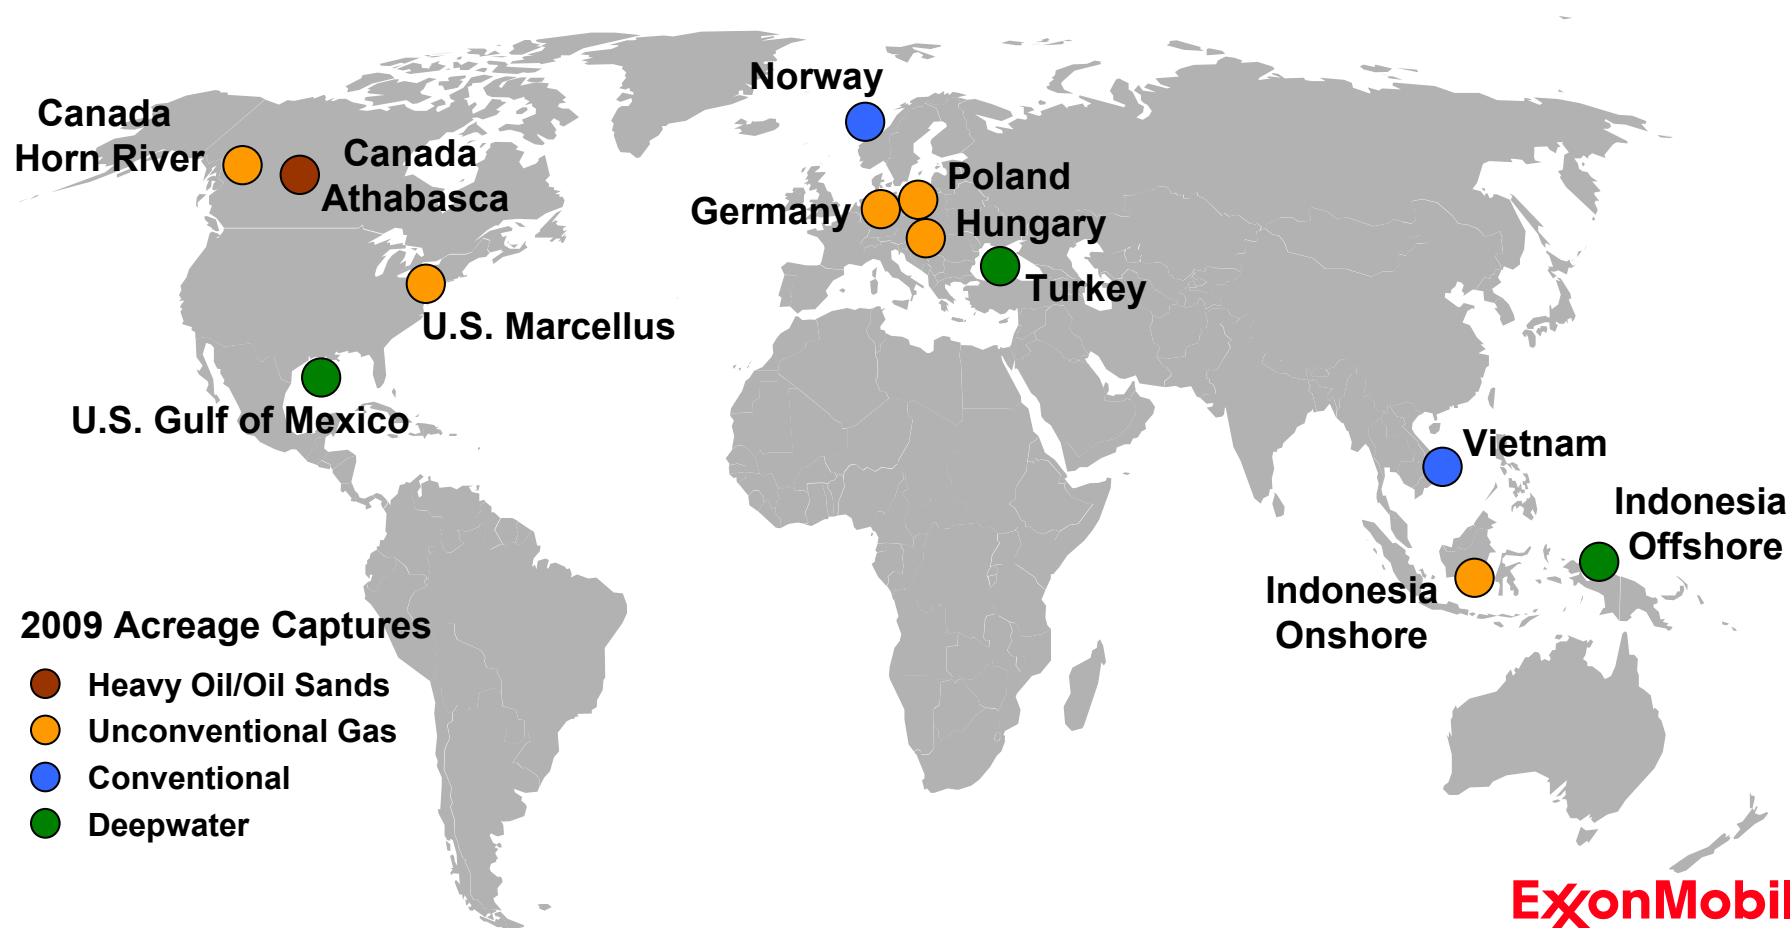 Norway
Canada
Horn River
Canada
Athabasca
Poland
Germany
Hungary
Turkey
U.S. Marcellus
U.S. Gulf of Mexico
Vietnam
Indonesia
Offshore
Indonesia
Onshore
2009 Acreage Captures
Heavy Oil/Oil Sands
Unconventional Gas
Conventional
Deepwater
ExxonMobil